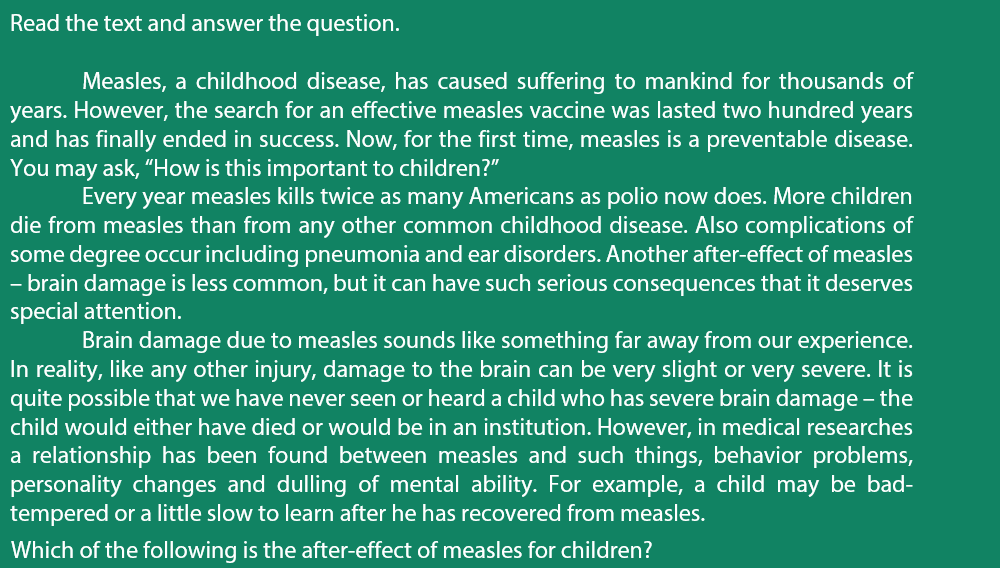 Read the text and answer the question.
Measles, a childhood disease, has caused suffering to mankind for thousands of
years. However, the search for an effective measles vaccine was lasted two hundred years
and has finally ended in success. Now, for the first time, measles is a preventable disease.
You may ask, “How is this important to children?”
Every year measles kills twice as many Americans as polio now does. More children
die from measles than from any other common childhood disease. Also complications of
some degree occur including pneumonia and ear disorders. Another after-effect of measles
– brain damage is less common, but it can have such serious consequences that it deserves
special attention.
Brain damage due to measles sounds like something far away from our experience.
In reality, like any other injury, damage to the brain can be very slight or very severe. It is
quite possible that we have never seen or heard a child who has severe brain damage – the
child would either have died or would be in an institution. However, in medical researches
a relationship has been found between measles and such things, behavior problems,
personality changes and dulling of mental ability. For example, a child may be bad-
tempered or a little slow to learn after he has recovered from measles.
Which of the following is the after-effect of measles for children?